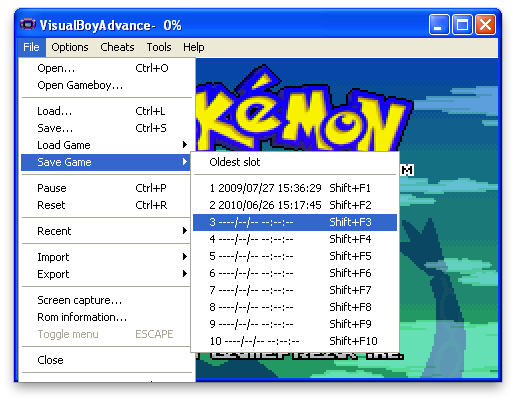 VisualBoyAdvance- 0%
File Options Cheats Tools Help
Open... Ctrl+O
Open Gameboy...
Load... Ctrl+L
Save... Ctrl+S
Load Game
Save Game
Pause Ctrl+P
Reset Ctrl+R
Recent
Import
Export
Screen capture...
Rom information...
Toggle menu ESCAPE
Close
Oldest slot
1 2009/07/27 15:36:29 Shift+F1
2 2010/06/26 15:17:45 Shift+F2
3 ----/--/-- --:--:-- Shift+F3
4 ----/--/-- --:--:-- Shift+F4
5 ----/--/-- --:--:-- Shift+F5
6 ----/--/-- --:--:-- Shift+F6
7 ----/--/-- --:--:-- Shift+F7
8 ----/--/-- --:--:-- Shift+F8
9 ----/--/-- --:--:-- Shift+F9
10 ----/--/-- --:--:-- Shift+F10
POKéMON
M
GAMEFREAK inc.